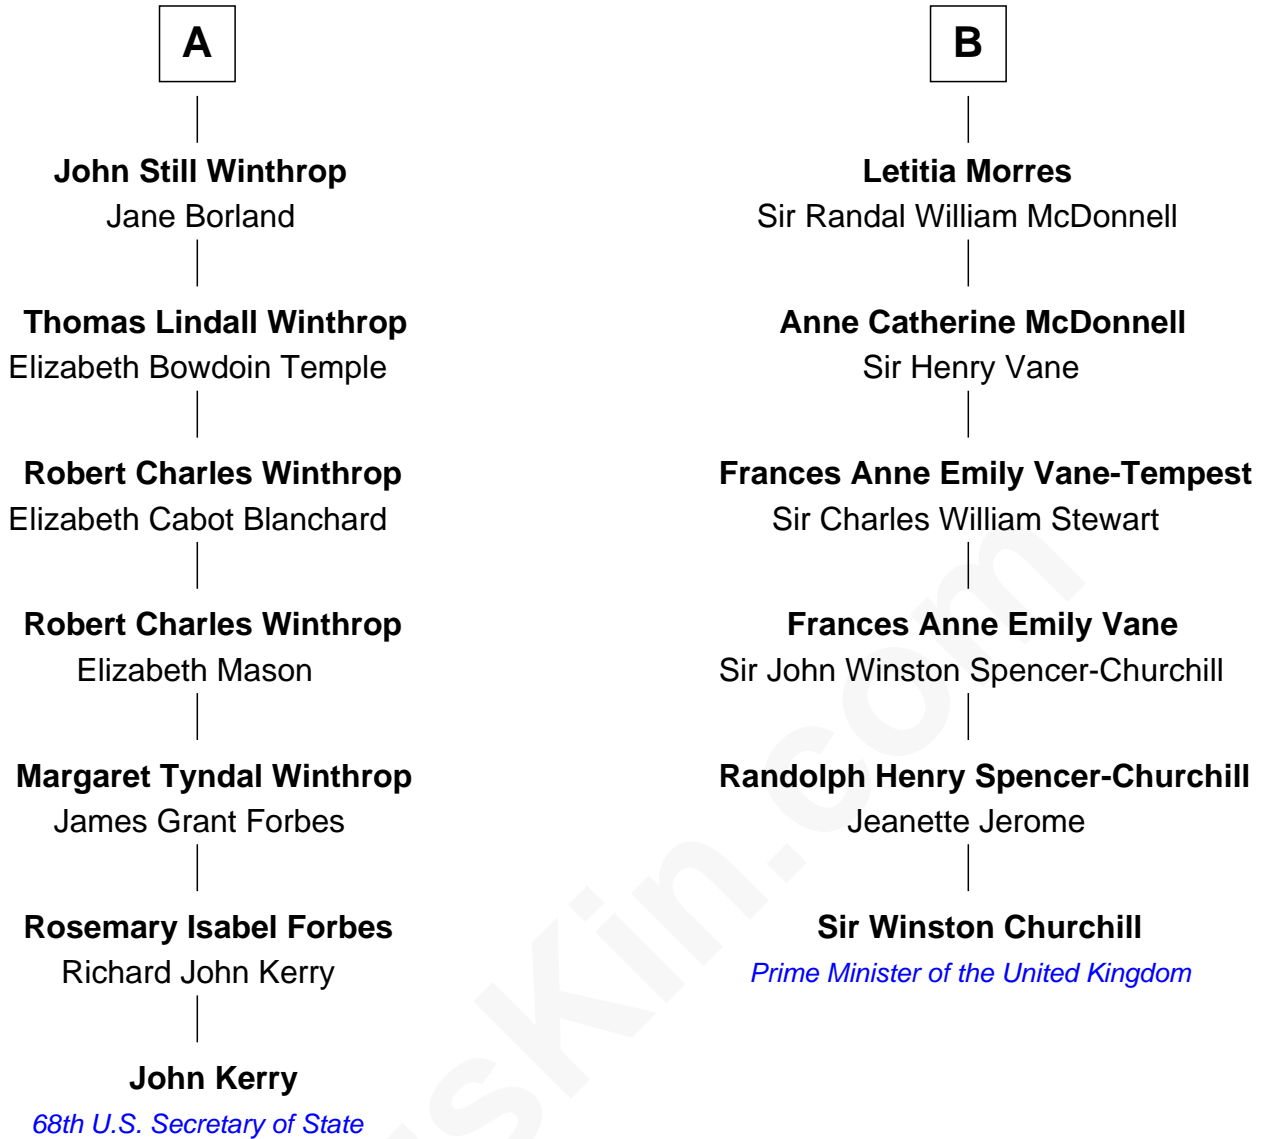 A
John Still Winthrop
Jane Borland
Thomas Lindall Winthrop
Elizabeth Bowdoin Temple
Robert Charles Winthrop
Elizabeth Cabot Blanchard
Robert Charles Winthrop
Elizabeth Mason
Margaret Tyndal Winthrop
James Grant Forbes
Rosemary Isabel Forbes
Richard John Kerry
John Kerry
68th U.S. Secretary of State
B
Letitia Morres
Sir Randal William McDonnell
Anne Catherine McDonnell
Sir Henry Vane
Frances Anne Emily Vane-Tempest
Sir Charles William Stewart
Frances Anne Emily Vane
Sir John Winston Spencer-Churchill
Randolph Henry Spencer-Churchill
Jeanette Jerome
Sir Winston Churchill
Prime Minister of the United Kingdom